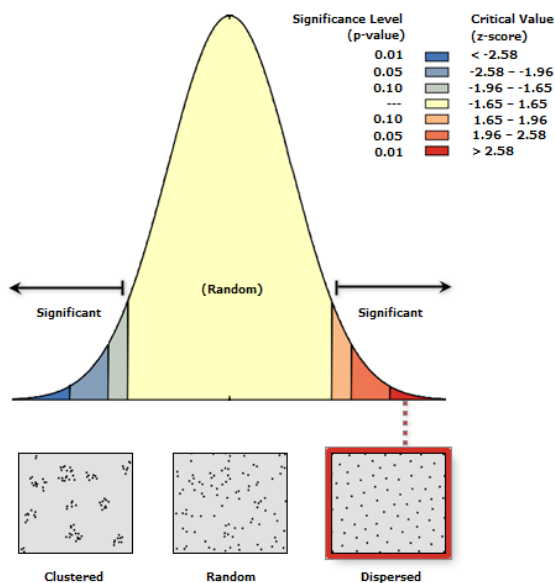 Significance Level Critical Value
(p-value) (z-score)
0.01 < -2.58
0.05 -2.58 – -1.96
0.10 -1.96 – -1.65
--- -1.65 – 1.65
0.10 1.65 – 1.96
0.05 1.96 – 2.58
0.01 > 2.58
(Random)
Significant Significant
Clustered Random Dispersed